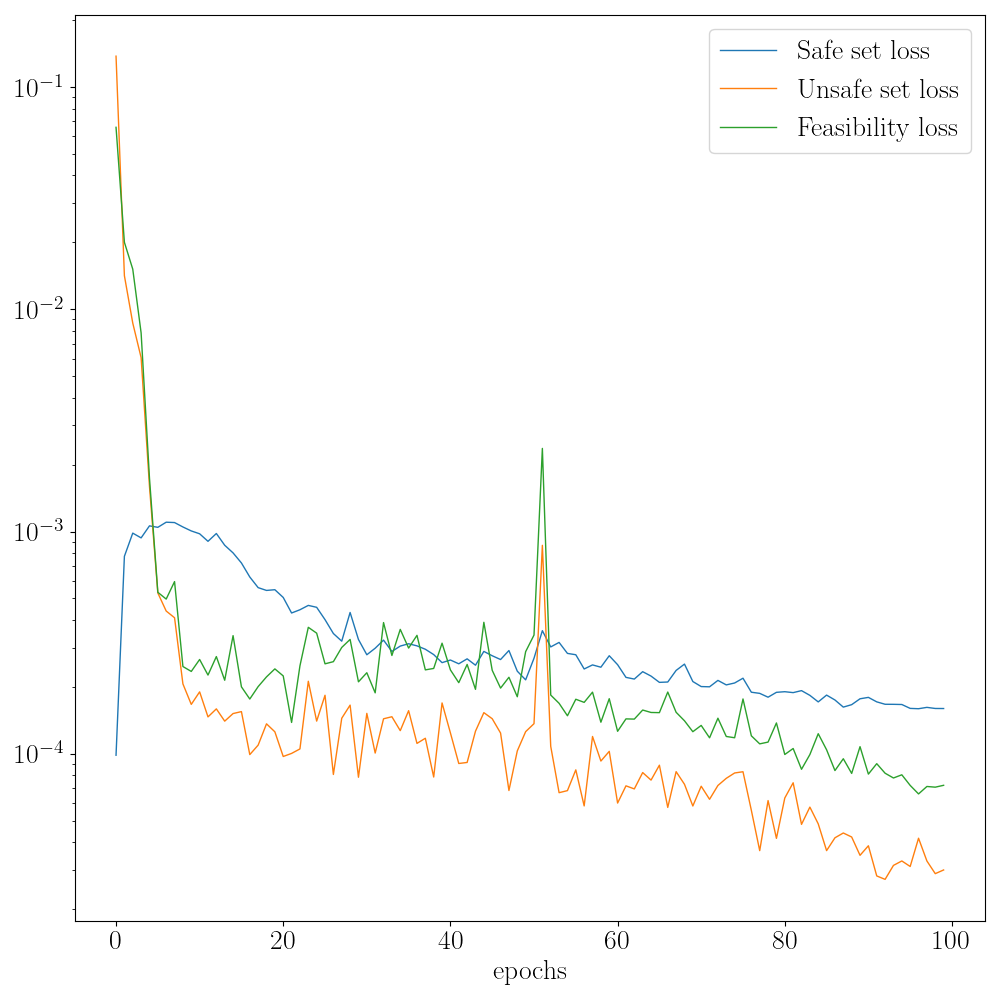 Safe set loss
Unsafe set loss
Feasibility loss
10⁻¹
10⁻²
10⁻³
10⁻⁴
0 20 40 60 80 100
epochs